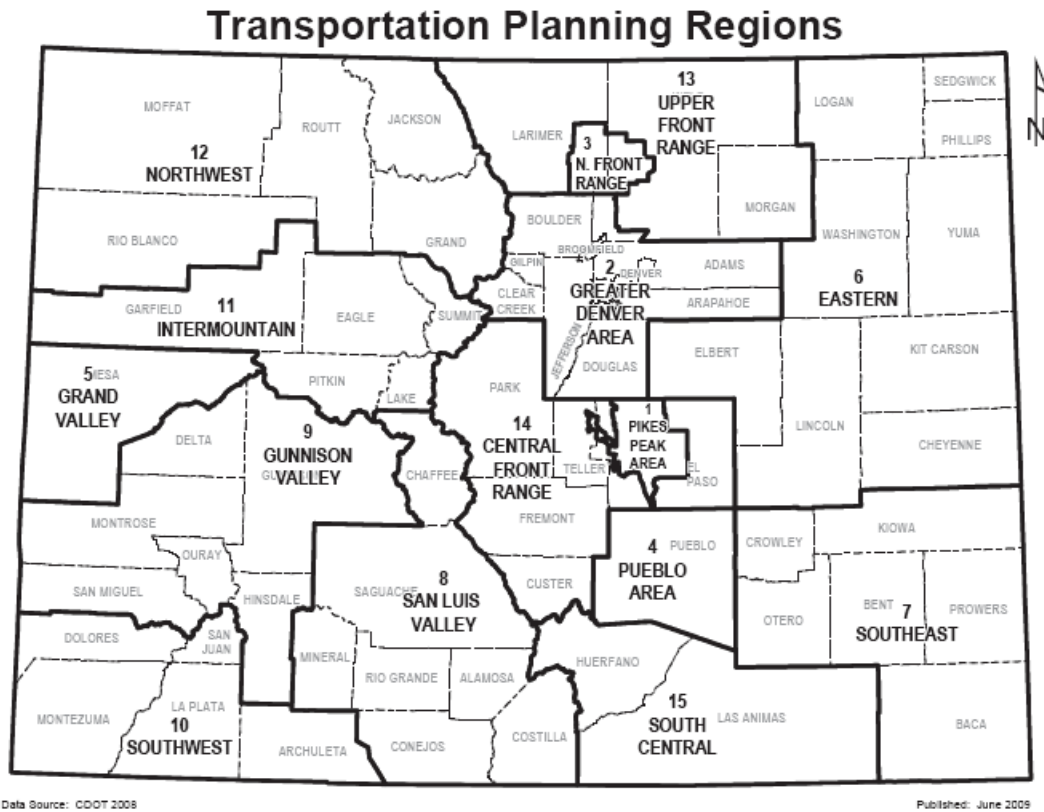 Transportation Planning Regions
MOFFAT
ROUTT
JACKSON
LARIMER
13
UPPER
FRONT
RANGE
LOGAN
SEDGWICK
PHILLIPS
N
12
NORTHWEST
3
N. FRONT
RANGE
MORGAN
RIO BLANCO
GRAND
BOULDER
BROOMFIELD
GILPIN
CLEAR
CREEK
2
GREATER
DENVER
AREA
DENVER
ADAMS
ARAPAHOE
WASHINGTON
YUMA
6
EASTERN
GARFIELD
11
INTERMOUNTAIN
EAGLE
SUMMIT
JEFFERSON
DOUGLAS
ELBERT
KIT CARSON
5
MESA
GRAND
VALLEY
PITKIN
LAKE
PARK
14
CENTRAL
FRONT
RANGE
TELLER
1
PIKES
PEAK
AREA
EL
PASO
LINCOLN
CHEYENNE
DELTA
9
GUNNISON
VALLEY
CHAFFEE
MONTROSE
FREMONT
OURAY
4
PUEBLO
PUEBLO
AREA
CROWLEY
KIOWA
SAN MIGUEL
HINSDALE
SAGUACHE
8
SAN LUIS
VALLEY
CUSTER
OTERO
BENT
7
SOUTHEAST
PROWERS
DOLORES
SAN
JUAN
MINERAL
RIO GRANDE
ALAMOSA
HUERFANO
MONTEZUMA
LA PLATA
10
SOUTHWEST
ARCHULETA
CONEJOS
COSTILLA
15
SOUTH
CENTRAL
LAS ANIMAS
BACA
Data Source: CDOT 2008
Published: June 2009